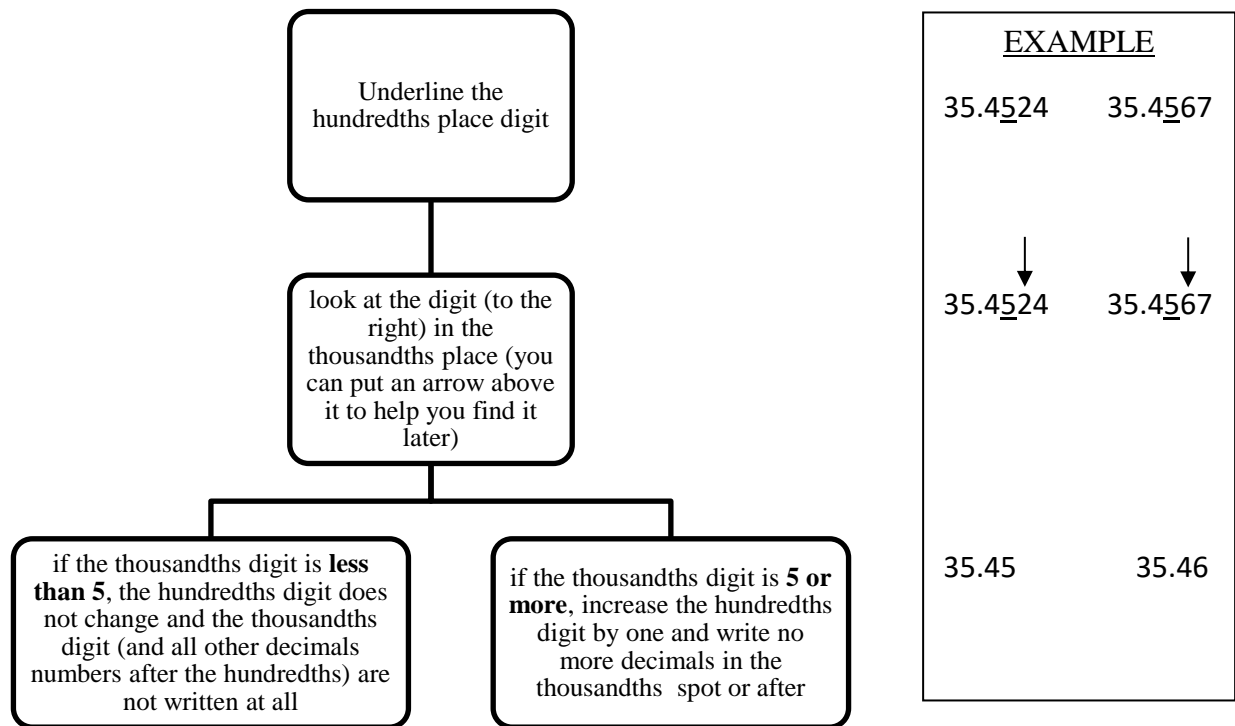 Underline the
hundredths place digit
look at the digit (to the
right) in the
thousandths place (you
can put an arrow above
it to help you find it
later)
if the thousandths digit is less
than 5, the hundredths digit does
not change and the thousandths
digit (and all other decimals
numbers after the hundredths) are
not written at all
if the thousandths digit is 5 or
more, increase the hundredths
digit by one and write no
more decimals in the
thousandths spot or after
EXAMPLE
35.4524 35.4567
35.4524 35.4567
35.45 35.46